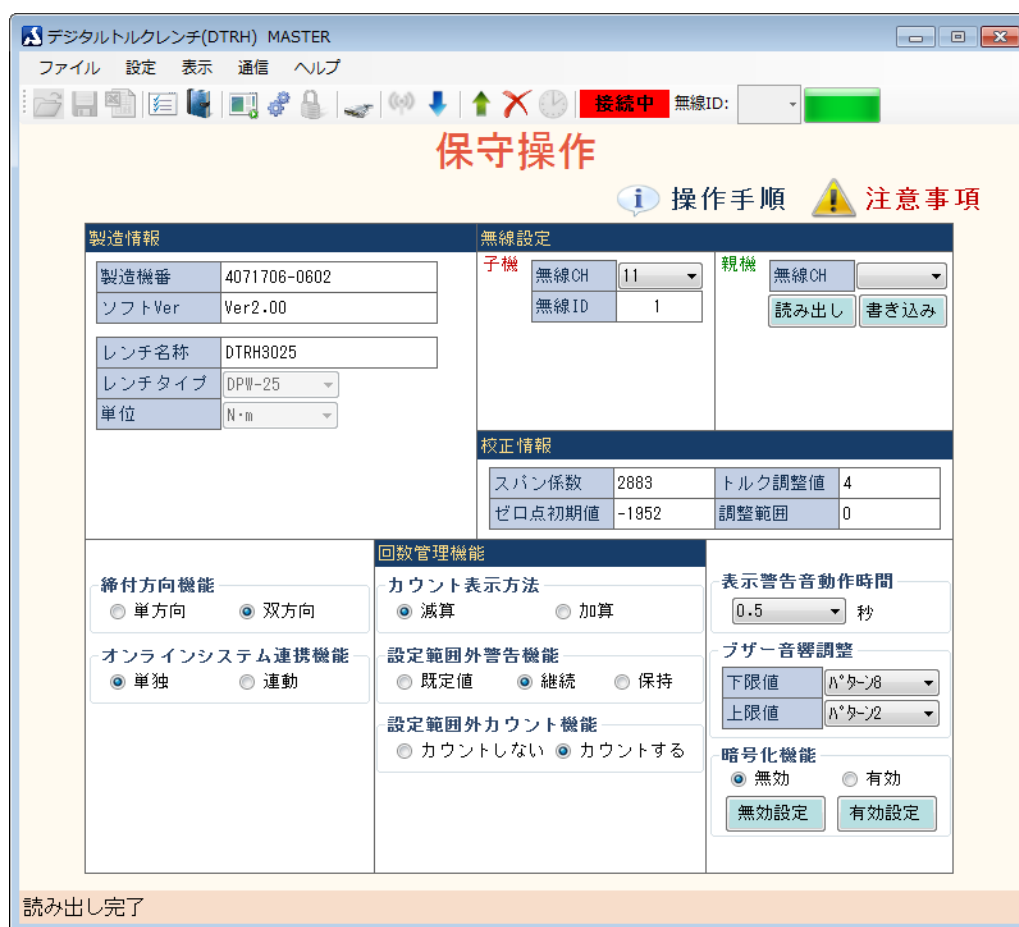 デジタルトルクレンチ(DTRH) MASTER
ファイル 設定 表示 通信 ヘルプ
接続中 無線ID:
保守操作
操作手順 注意事項
製造情報
製造機番 4071706-0602
ソフトVer Ver2.00
レンチ名称 DTRH3025
レンチタイプ DPW-25
単位 N・m
無線設定
子機 無線CH 11
無線ID 1
親機 無線CH
読み出し 書き込み
校正情報
スパン係数 2883 トルク調整値 4
ゼロ点初期値 -1952 調整範囲 0
締付方向機能
単方向 双方向
オンラインシステム連携機能
単独 連動
回数管理機能
カウント表示方法
減算 加算
設定範囲外警告機能
既定値 継続 保持
設定範囲外カウント機能
カウントしない カウントする
表示警告音動作時間
0.5 秒
ブザー音響調整
下限値 ﾊﾟﾀｰﾝ8
上限値 ﾊﾟﾀｰﾝ2
暗号化機能
無効 有効
無効設定 有効設定
読み出し完了